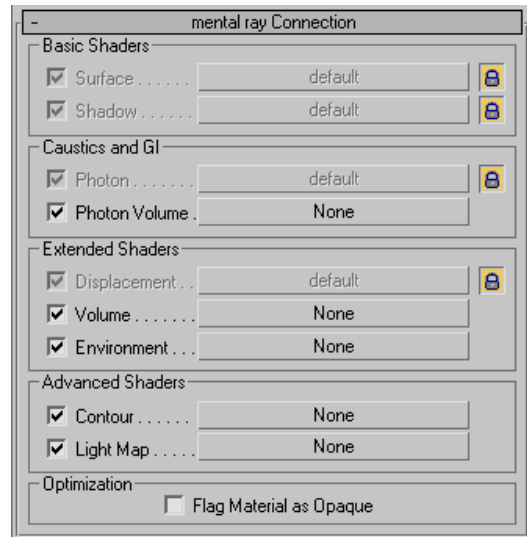 - mental ray Connection
Basic Shaders
Surface . . . . . . default
Shadow . . . . . . default
Caustics and GI
Photon . . . . . . . default
Photon Volume . None
Extended Shaders
Displacement . . default
Volume . . . . . . . None
Environment . . . None
Advanced Shaders
Contour . . . . . . None
Light Map . . . . . None
Optimization
Flag Material as Opaque